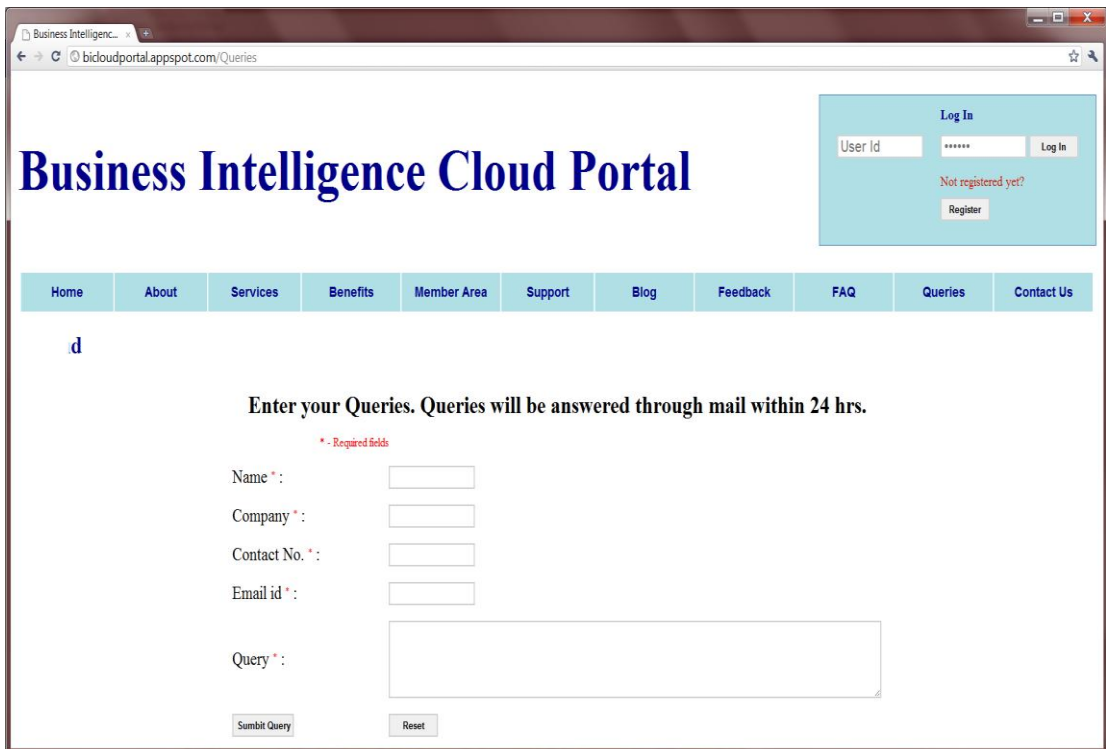 Business Intelligenc...
bicloudportal.appspot.com/Queries
Business Intelligence Cloud Portal
Log In
User Id
•••••• Log In
Not registered yet?
Register
Home About Services Benefits Member Area Support Blog Feedback FAQ Queries Contact Us
d
Enter your Queries. Queries will be answered through mail within 24 hrs.
* - Required fields
Name * :
Company * :
Contact No. * :
Email id * :
Query * :
Sumbit Query Reset